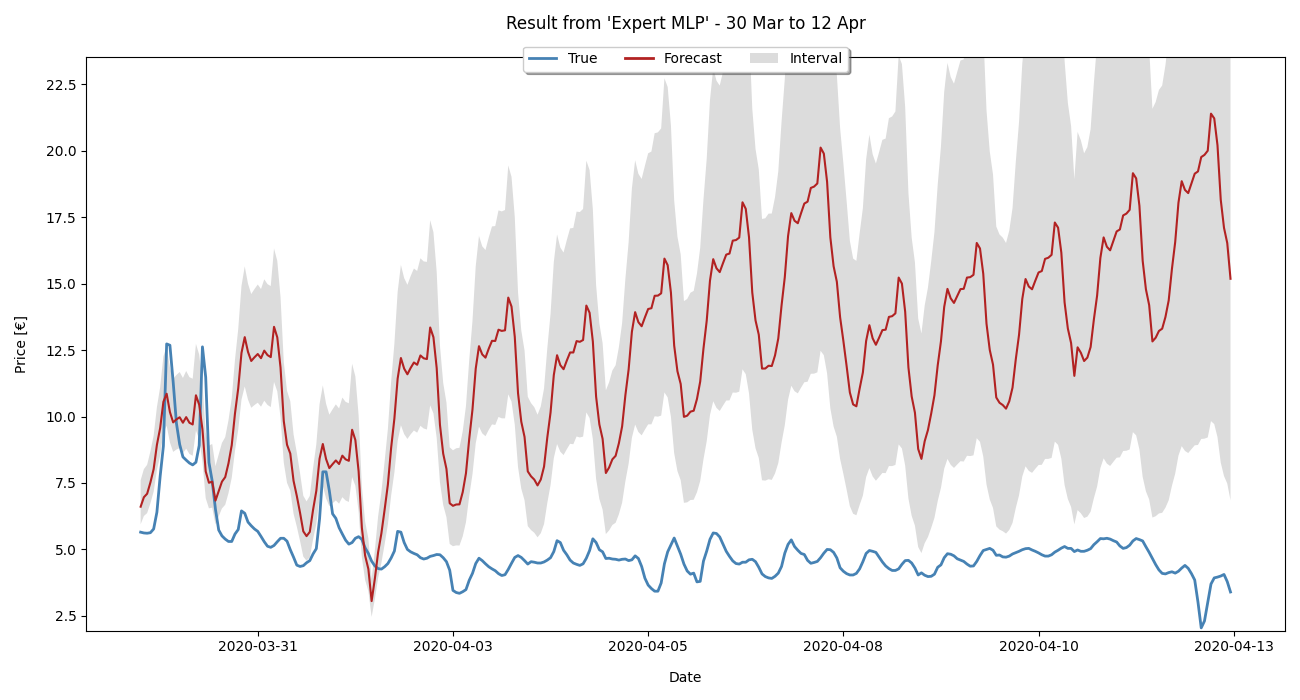 Result from 'Expert MLP' - 30 Mar to 12 Apr
True Forecast Interval
22.5
20.0
17.5
15.0
12.5
10.0
7.5
5.0
2.5
Price [€]
2020-03-31 2020-04-03 2020-04-05 2020-04-08 2020-04-10 2020-04-13
Date